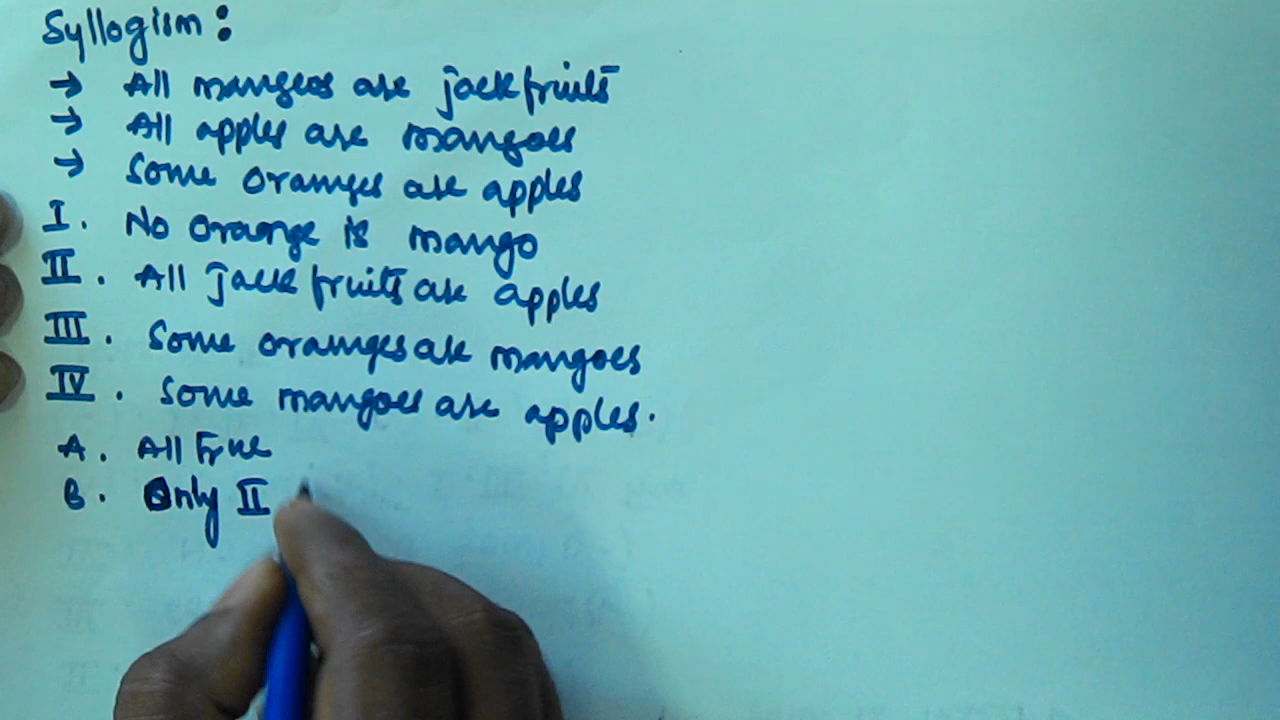 Syllogism :
→ All mangoes are jackfruits
→ All apples are mangoes
→ Some oranges are apples
I. No orange is mango
II. All jackfruits are apples
III. Some oranges are mangoes
IV. Some mangoes are apples.
A. All True
B. Only II